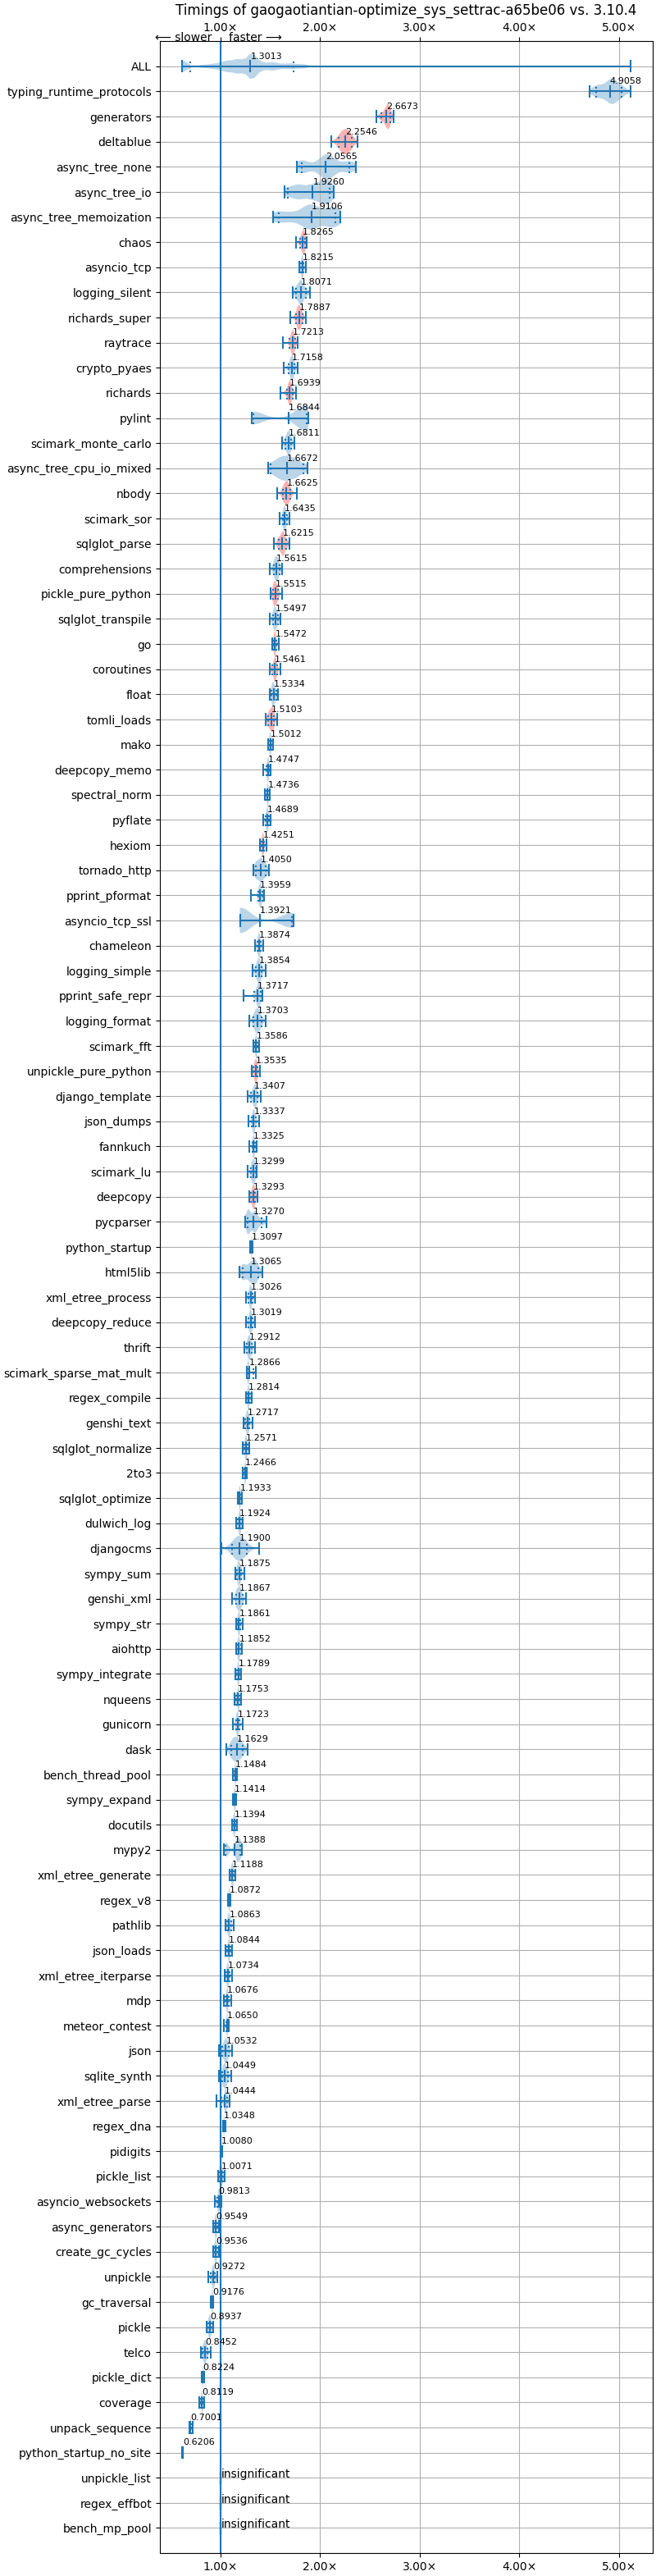 Timings of gaogaotiantian-optimize_sys_settrac-a65be06 vs. 3.10.4
1.00× 2.00× 3.00× 4.00× 5.00×
⟵ slower faster ⟶
ALL 1.3013
typing_runtime_protocols 4.9058
generators 2.6673
deltablue 2.2546
async_tree_none 2.0565
async_tree_io 1.9260
async_tree_memoization 1.9106
chaos 1.8265
asyncio_tcp 1.8215
logging_silent 1.8071
richards_super 1.7887
raytrace 1.7213
crypto_pyaes 1.7158
richards 1.6939
pylint 1.6844
scimark_monte_carlo 1.6811
async_tree_cpu_io_mixed 1.6672
nbody 1.6625
scimark_sor 1.6435
sqlglot_parse 1.6215
comprehensions 1.5615
pickle_pure_python 1.5515
sqlglot_transpile 1.5497
go 1.5472
coroutines 1.5461
float 1.5334
tomli_loads 1.5103
mako 1.5012
deepcopy_memo 1.4747
spectral_norm 1.4736
pyflate 1.4689
hexiom 1.4251
tornado_http 1.4050
pprint_pformat 1.3959
asyncio_tcp_ssl 1.3921
chameleon 1.3874
logging_simple 1.3854
pprint_safe_repr 1.3717
logging_format 1.3703
scimark_fft 1.3586
unpickle_pure_python 1.3535
django_template 1.3407
json_dumps 1.3337
fannkuch 1.3325
scimark_lu 1.3299
deepcopy 1.3293
pycparser 1.3270
python_startup 1.3097
html5lib 1.3065
xml_etree_process 1.3026
deepcopy_reduce 1.3019
thrift 1.2912
scimark_sparse_mat_mult 1.2866
regex_compile 1.2814
genshi_text 1.2717
sqlglot_normalize 1.2571
2to3 1.2466
sqlglot_optimize 1.1933
dulwich_log 1.1924
djangocms 1.1900
sympy_sum 1.1875
genshi_xml 1.1867
sympy_str 1.1861
aiohttp 1.1852
sympy_integrate 1.1789
nqueens 1.1753
gunicorn 1.1723
dask 1.1629
bench_thread_pool 1.1484
sympy_expand 1.1414
docutils 1.1394
mypy2 1.1388
xml_etree_generate 1.1188
regex_v8 1.0872
pathlib 1.0863
json_loads 1.0844
xml_etree_iterparse 1.0734
mdp 1.0676
meteor_contest 1.0650
json 1.0532
sqlite_synth 1.0449
xml_etree_parse 1.0444
regex_dna 1.0348
pidigits 1.0080
pickle_list 1.0071
asyncio_websockets 0.9813
async_generators 0.9549
create_gc_cycles 0.9536
unpickle 0.9272
gc_traversal 0.9176
pickle 0.8937
telco 0.8452
pickle_dict 0.8224
coverage 0.8119
unpack_sequence 0.7001
python_startup_no_site 0.6206
unpickle_list insignificant
regex_effbot insignificant
bench_mp_pool insignificant
1.00× 2.00× 3.00× 4.00× 5.00×